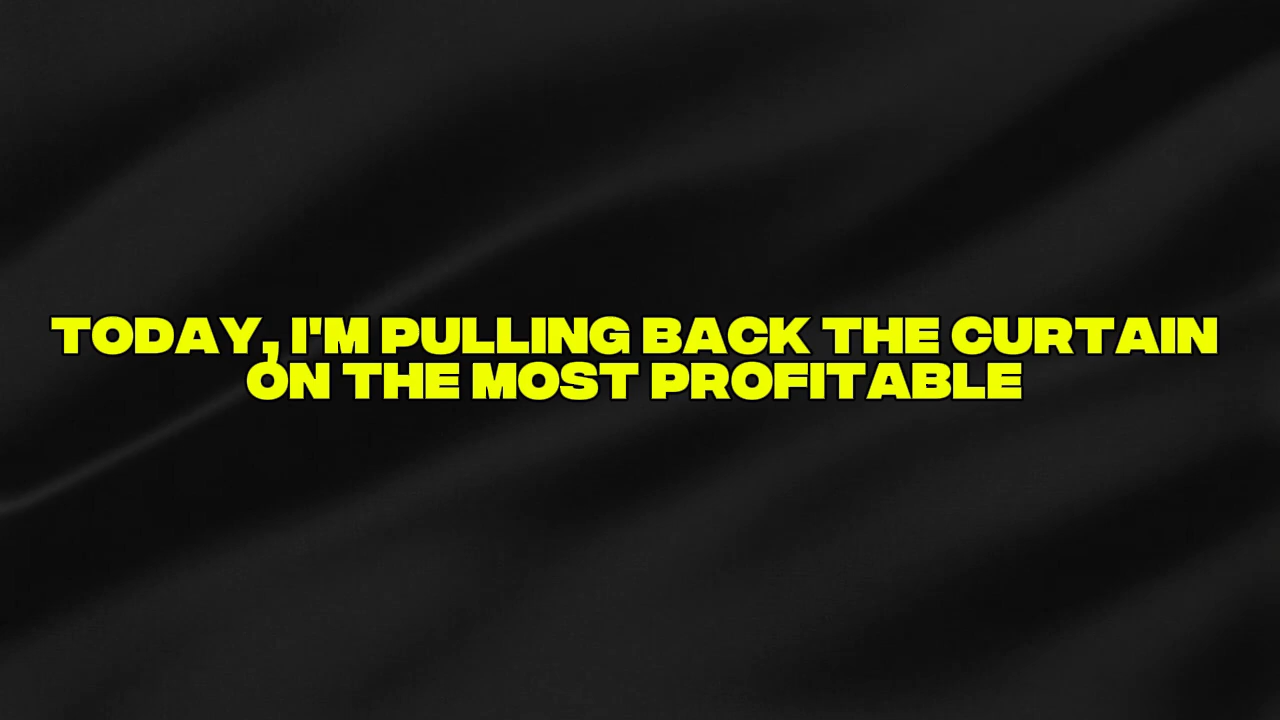 TODAY, I'M PULLING BACK THE CURTAIN
ON THE MOST PROFITABLE